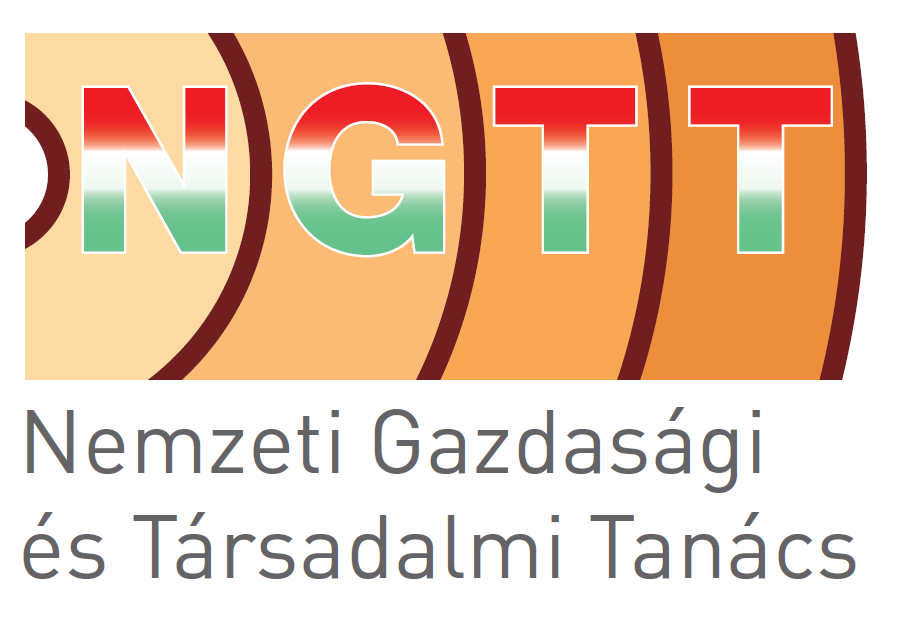 NGTT
Nemzeti Gazdasági
és Társadalmi Tanács